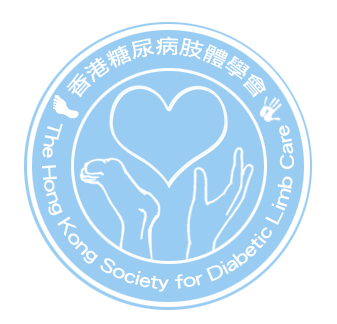 香港糖尿病肢體學會
The Hong Kong Society for Diabetic Limb Care